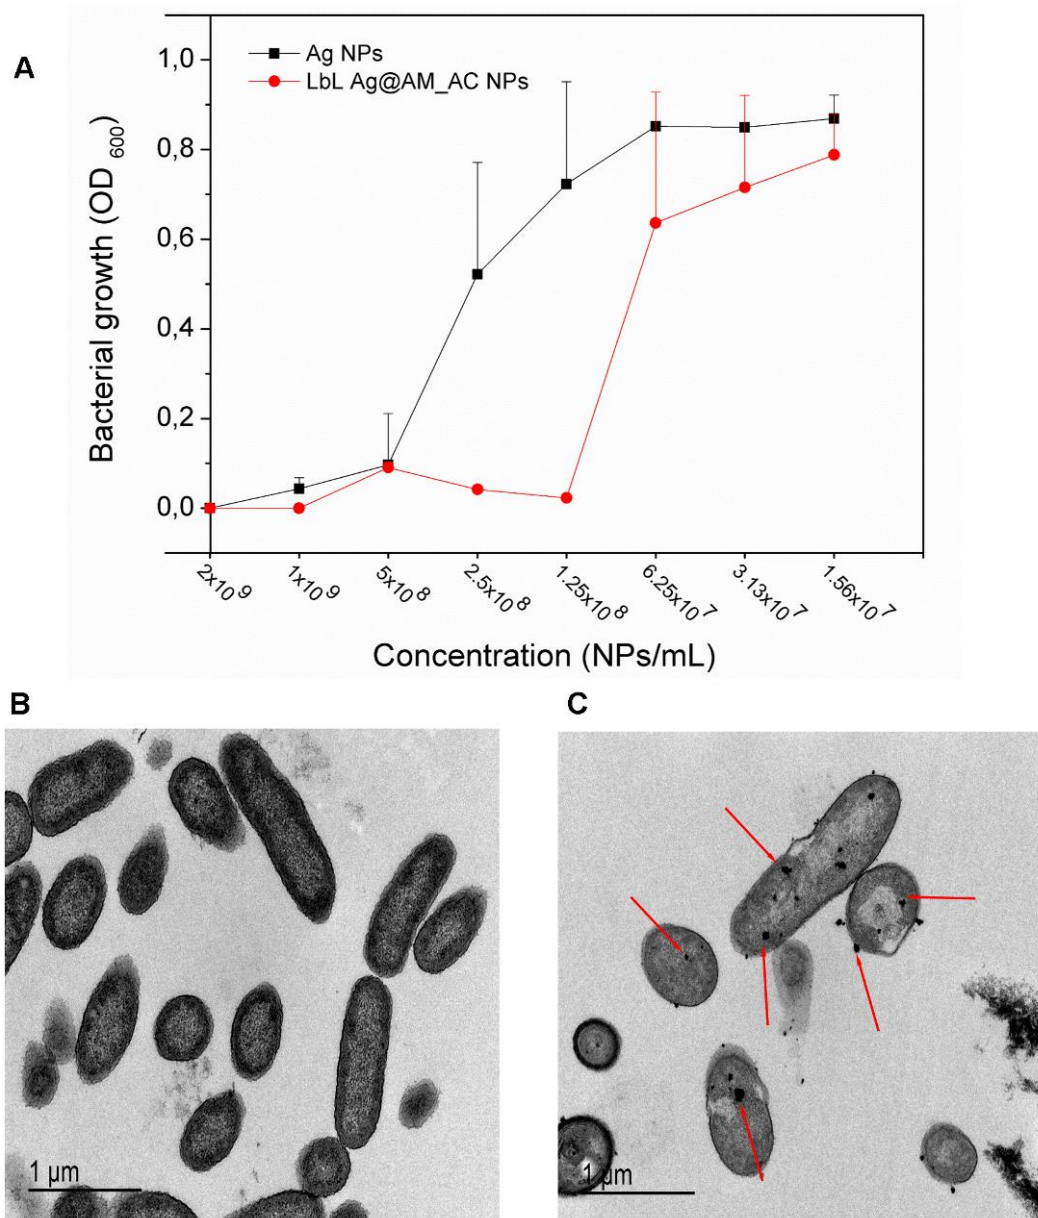 A
Ag NPs
LbL Ag@AM_AC NPs
1,0
0,8
0,6
0,4
0,2
0,0
Bacterial growth (OD 600)
2x10 9
1x10 9
5x10 8
2.5x10 8
1.25x10 8
6.25x10 7
3.13x10 7
1.56x10 7
Concentration (NPs/mL)
B
C
1 µm
1 µm